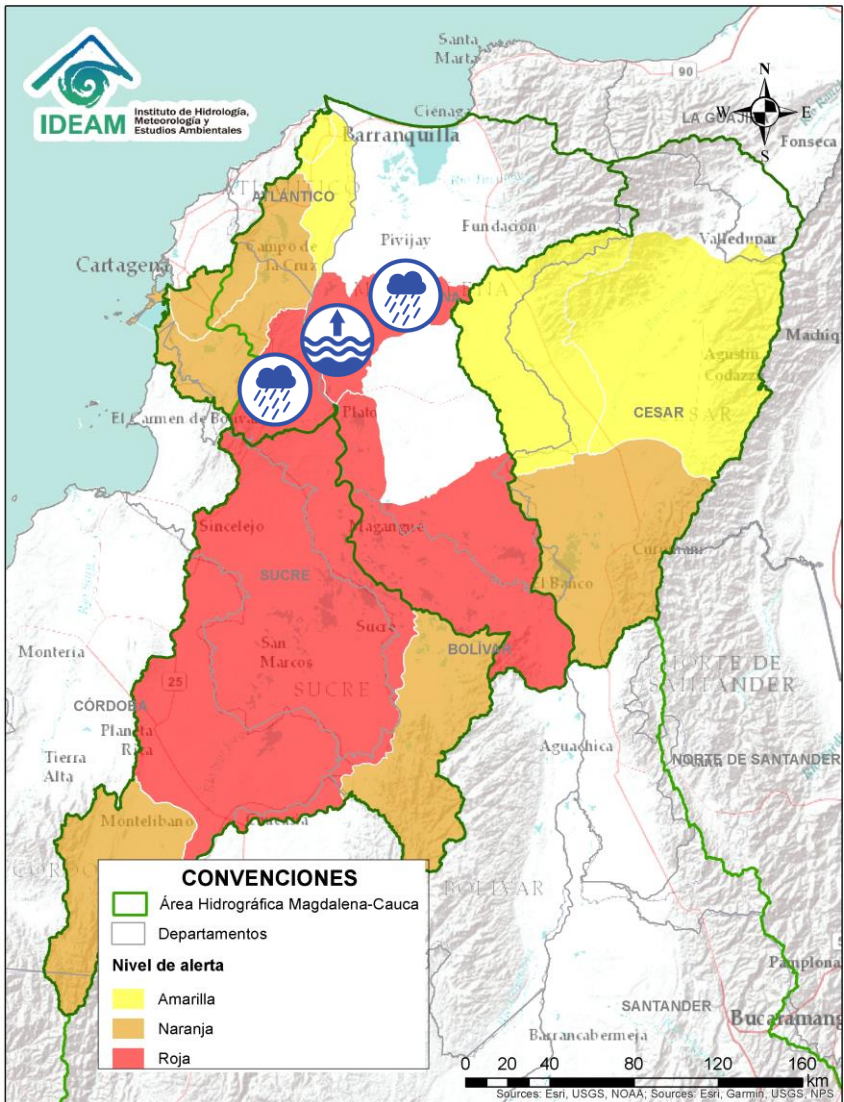 IDEAM
Instituto de Hidrología,
Meteorología y
Estudios Ambientales
Santa
Marta
90
N
W
E
S
LA GUAJI
Fonseca
Ciénaga
Barranquilla
ATLÁNTICO
Pivijay
Fundación
Valledupar
Cartagena
Campo de
la Cruz
Agustín
Codazzi
CESAR
El Carmen de Bolívar
Plato
Sincelejo
Magangué
SUCRE
El Banco
Sucre
BOLÍVAR
Montería
San
Marcos
SUCRE
25
NORTE DE
SANTANDER
CÓRDOBA
Planeta
Rica
Aguachica
NORTE DE SANTANDER
Tierra
Alta
Montelíbano
BOLÍVAR
CONVENCIONES
Área Hidrográfica Magdalena-Cauca
Departamentos
Nivel de alerta
Amarilla
Naranja
Roja
Pamplona
SANTANDER
Bucaramang
Barrancabermeja
0 20 40 80 120 160
km
Sources: Esri, USGS, NOAA; Sources: Esri, Garmin, USGS, NPS